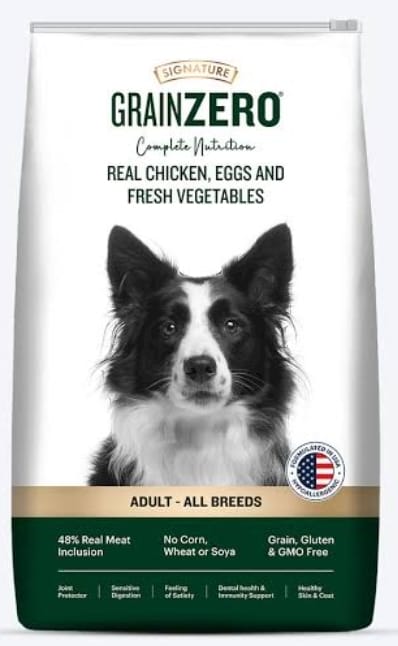 SIGNATURE
GRAINZERO®
Complete Nutrition
REAL CHICKEN, EGGS AND
FRESH VEGETABLES
FORMULATED IN USA
HYPOALLERGENIC
ADULT - ALL BREEDS
48% Real Meat
Inclusion
No Corn,
Wheat or Soya
Grain, Gluten
& GMO Free
Joint
Protector
Sensitive
Digestion
Feeling
of Satiety
Dental health &
Immunity Support
Healthy
Skin & Coat